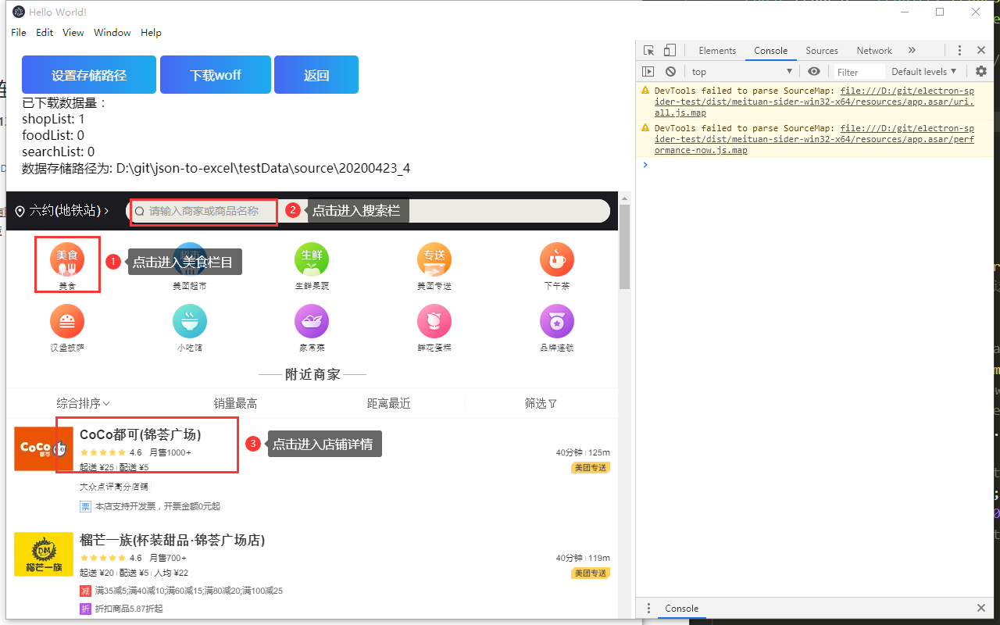 Hello World!
File Edit View Window Help
设置存储路径 下载woff 返回
已下载数据量：
shopList: 1
foodList: 0
searchList: 0
数据存储路径为: D:\git\json-to-excel\testData\source\20200423_4
六约(地铁站) 请输入商家或商品名称 2 点击进入搜索栏
美食 生鲜 专送
1 点击进入美食栏目
美食 美团超市 生鲜果蔬 美团专送 下午茶
汉堡披萨 小吃馆 家常菜 鲜花蛋糕 品牌连锁
附近商家
综合排序 销量最高 距离最近 筛选
CoCo都可
CoCo都可(锦荟广场)
4.6 月售1000+ 40分钟 125m
起送 ¥25 配送 ¥5 美团专送
3 点击进入店铺详情
大众点评高分店铺
票 本店支持开发票，开票金额0元起
DM
榴芒一族
榴芒一族(杯装甜品·锦荟广场店)
4.6 月售700+ 40分钟 119m
起送 ¥20 配送 ¥5 人均 ¥22 美团专送
减 满35减5;满40减10;满60减15;满80减20;满100减25
折 折扣商品5.87折起
Elements Console Sources Network »
top Filter Default levels
DevTools failed to parse SourceMap: file:///D:/git/electron-sp
ider-test/dist/meituan-sider-win32-x64/resources/app.asar/uri.
all.js.map
DevTools failed to parse SourceMap: file:///D:/git/electron-sp
ider-test/dist/meituan-sider-win32-x64/resources/app.asar/perf
ormance-now.js.map
Console